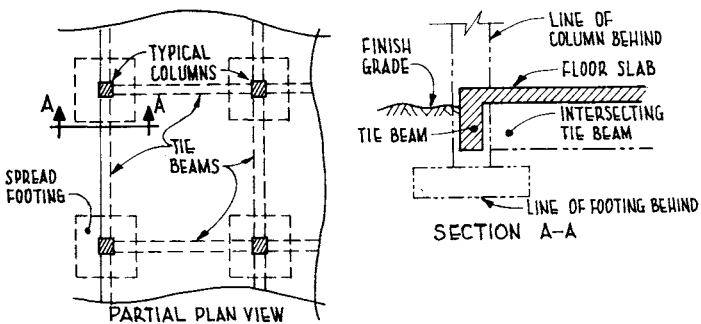 TYPICAL
COLUMNS
A
A
TIE
BEAMS
SPREAD
FOOTING
PARTIAL PLAN VIEW
LINE OF
COLUMN BEHIND
FINISH
GRADE
FLOOR SLAB
TIE BEAM
INTERSECTING
TIE BEAM
LINE OF FOOTING BEHIND
SECTION A-A